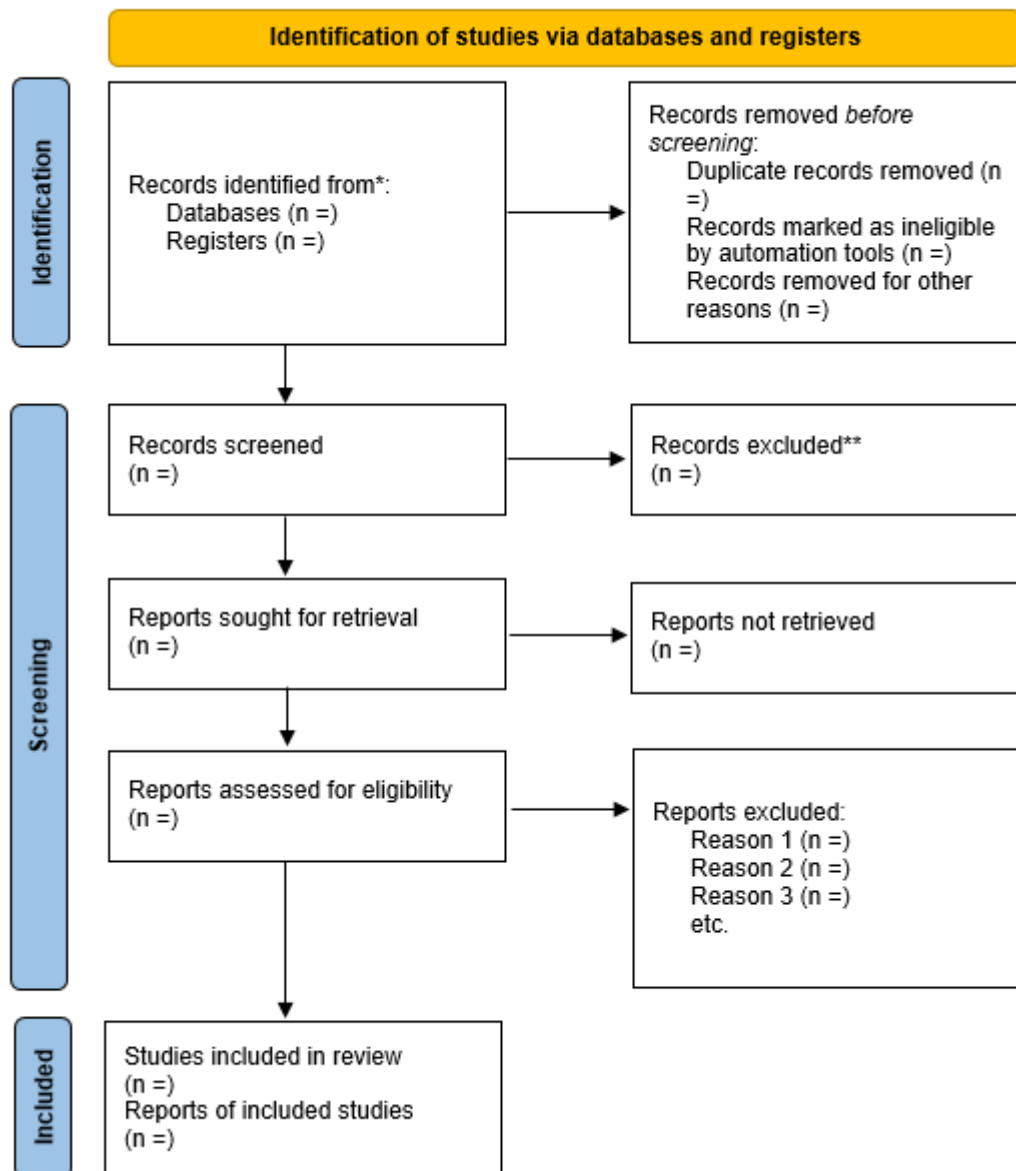 Identification of studies via databases and registers
Identification
Records identified from*:
Databases (n =)
Registers (n =)
Records removed before
screening:
Duplicate records removed (n
=)
Records marked as ineligible
by automation tools (n =)
Records removed for other
reasons (n =)
Screening
Records screened
(n =)
Records excluded**
(n =)
Reports sought for retrieval
(n =)
Reports not retrieved
(n =)
Reports assessed for eligibility
(n =)
Reports excluded:
Reason 1 (n =)
Reason 2 (n =)
Reason 3 (n =)
etc.
Included
Studies included in review
(n =)
Reports of included studies
(n =)